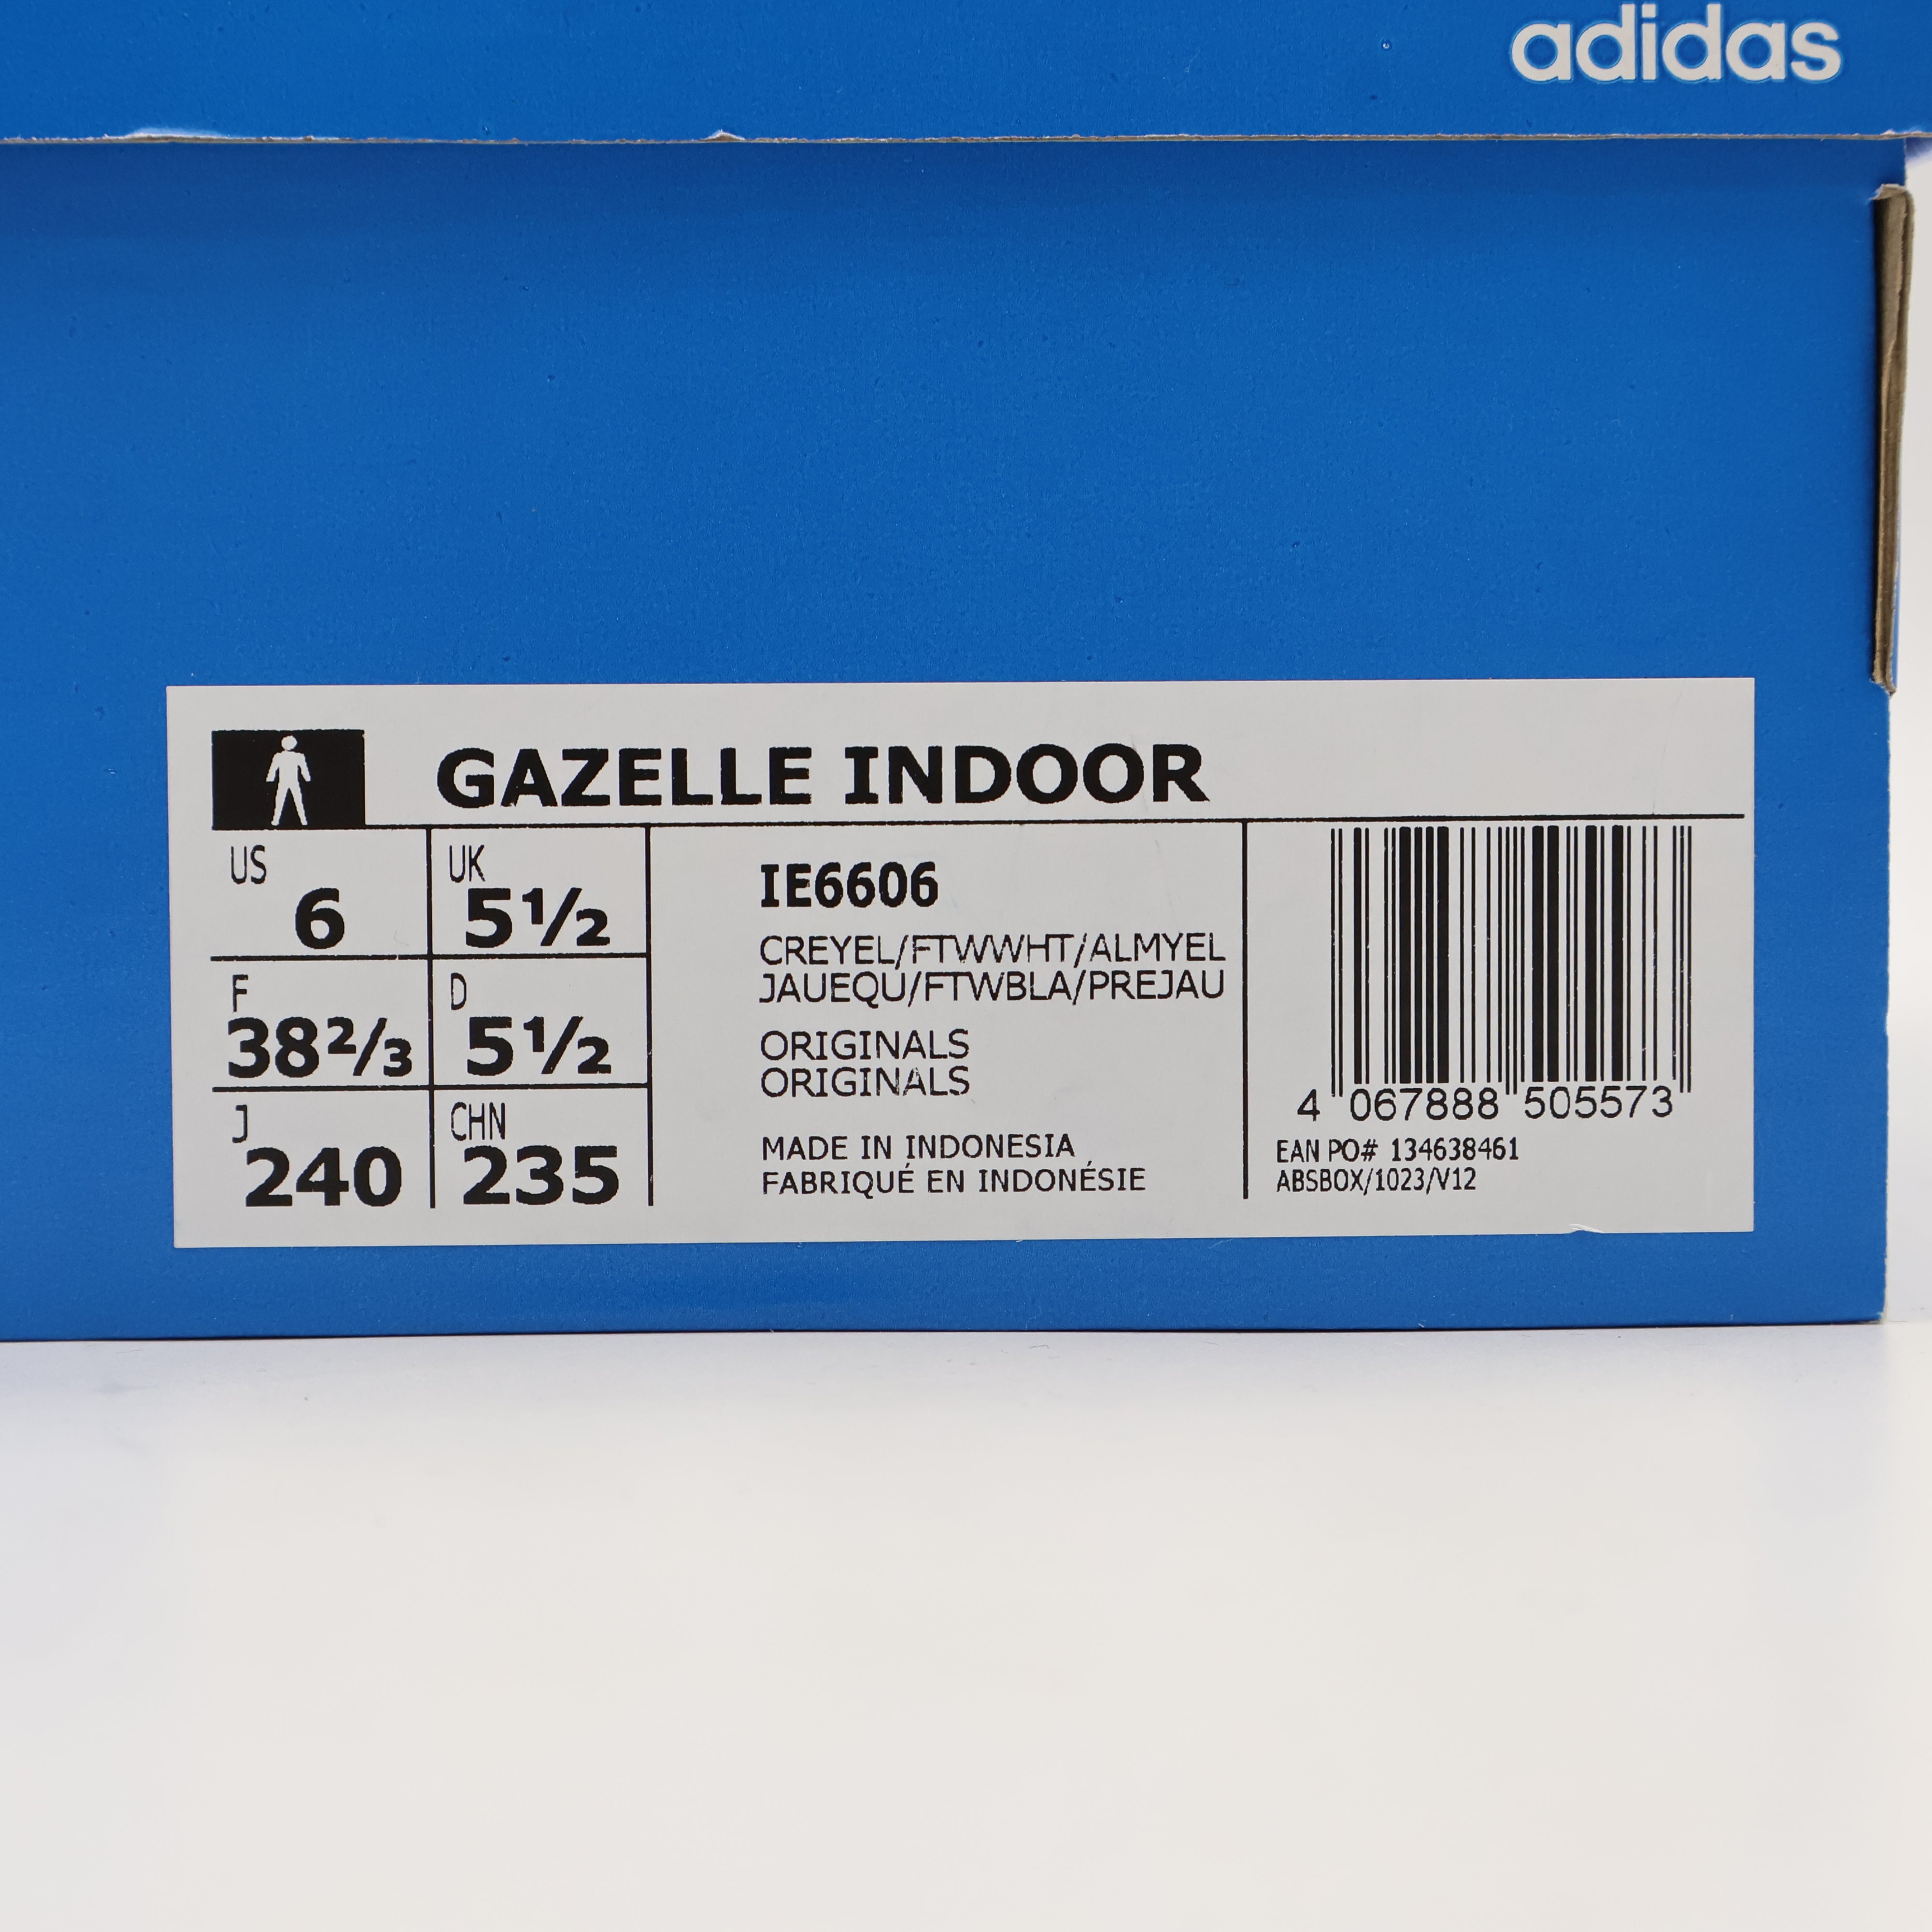 adidas
GAZELLE INDOOR
US
6
UK
5½
F
38⅔
D
5½
J
240
CHN
235
IE6606
CREYEL/FTWWHT/ALMYEL
JAUEQU/FTWBLA/PREJAU
ORIGINALS
ORIGINALS
MADE IN INDONESIA
FABRIQUÉ EN INDONÉSIE
4 067888 505573
EAN PO# 134638461
ABSBOX/1023/V12